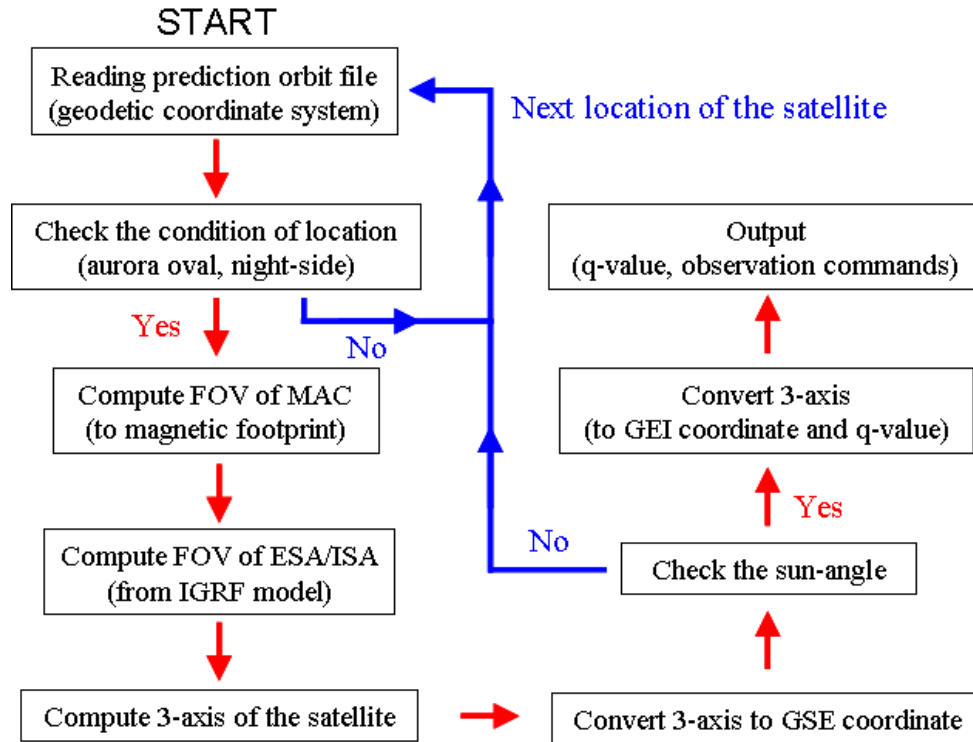 START
Reading prediction orbit file
(geodetic coordinate system)
Next location of the satellite
Check the condition of location
(aurora oval, night-side)
Yes
No
Compute FOV of MAC
(to magnetic footprint)
Compute FOV of ESA/ISA
(from IGRF model)
Compute 3-axis of the satellite
Convert 3-axis to GSE coordinate
Check the sun-angle
No
Yes
Convert 3-axis
(to GEI coordinate and q-value)
Output
(q-value, observation commands)